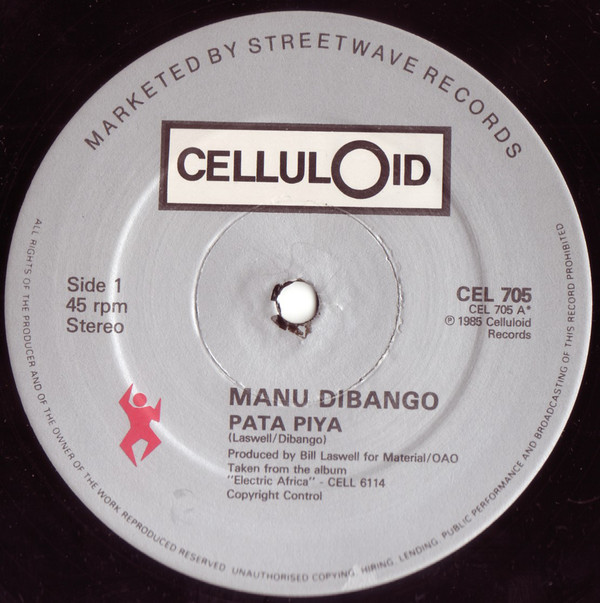 MARKETED BY STREETWAVE RECORDS
CELLULOID
Side 1
45 rpm
Stereo
CEL 705
CEL 705 A*
℗ 1985 Celluloid
Records
MANU DIBANGO
PATA PIYA
(Laswell/Dibango)
Produced by Bill Laswell for Material/OAO
Taken from the album
"Electric Africa" - CELL 6114
Copyright Control
ALL RIGHTS OF THE PRODUCER AND OF THE OWNER OF THE WORK REPRODUCED RESERVED. UNAUTHORISED COPYING, HIRING, LENDING, PUBLIC PERFORMANCE AND BROADCASTING OF THIS RECORD PROHIBITED